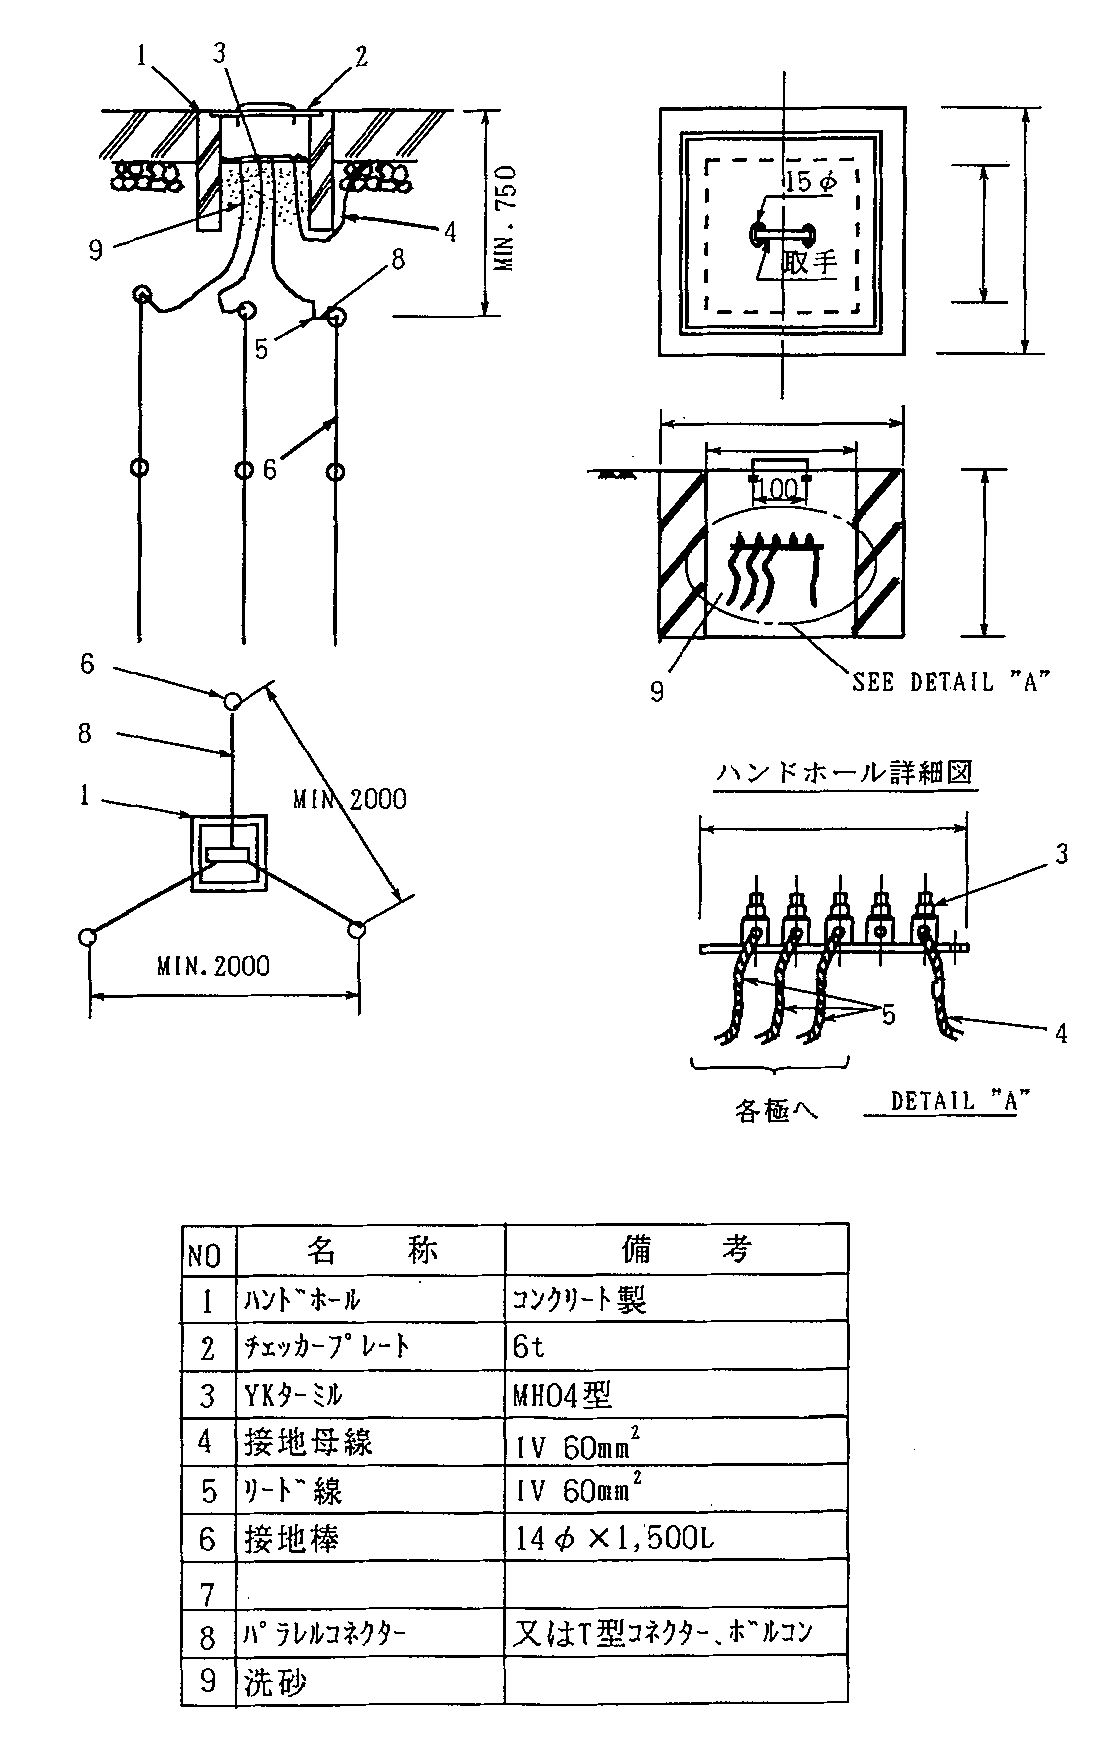 1
3
2
9
4
8
5
6
MIN. 750
15φ
取手
100
9
SEE DETAIL "A"
6
8
1
MIN.2000
MIN.2000
ハンドホール詳細図
3
5
4
各極へ
DETAIL "A"
NO 名 称 備 考
1 ﾊﾝﾄﾞﾎｰﾙ ｺﾝｸﾘｰﾄ製
2 ﾁｪｯｶｰﾌﾟﾚｰﾄ 6t
3 YKﾀｰﾐﾙ MH04型
4 接地母線 IV 60mm²
5 ﾘｰﾄﾞ線 IV 60mm²
6 接地棒 14φ×1,500L
7
8 ﾊﾟﾗﾚﾙｺﾈｸﾀｰ 又はT型ｺﾈｸﾀｰ、ﾎﾞﾙｺﾝ
9 洗砂